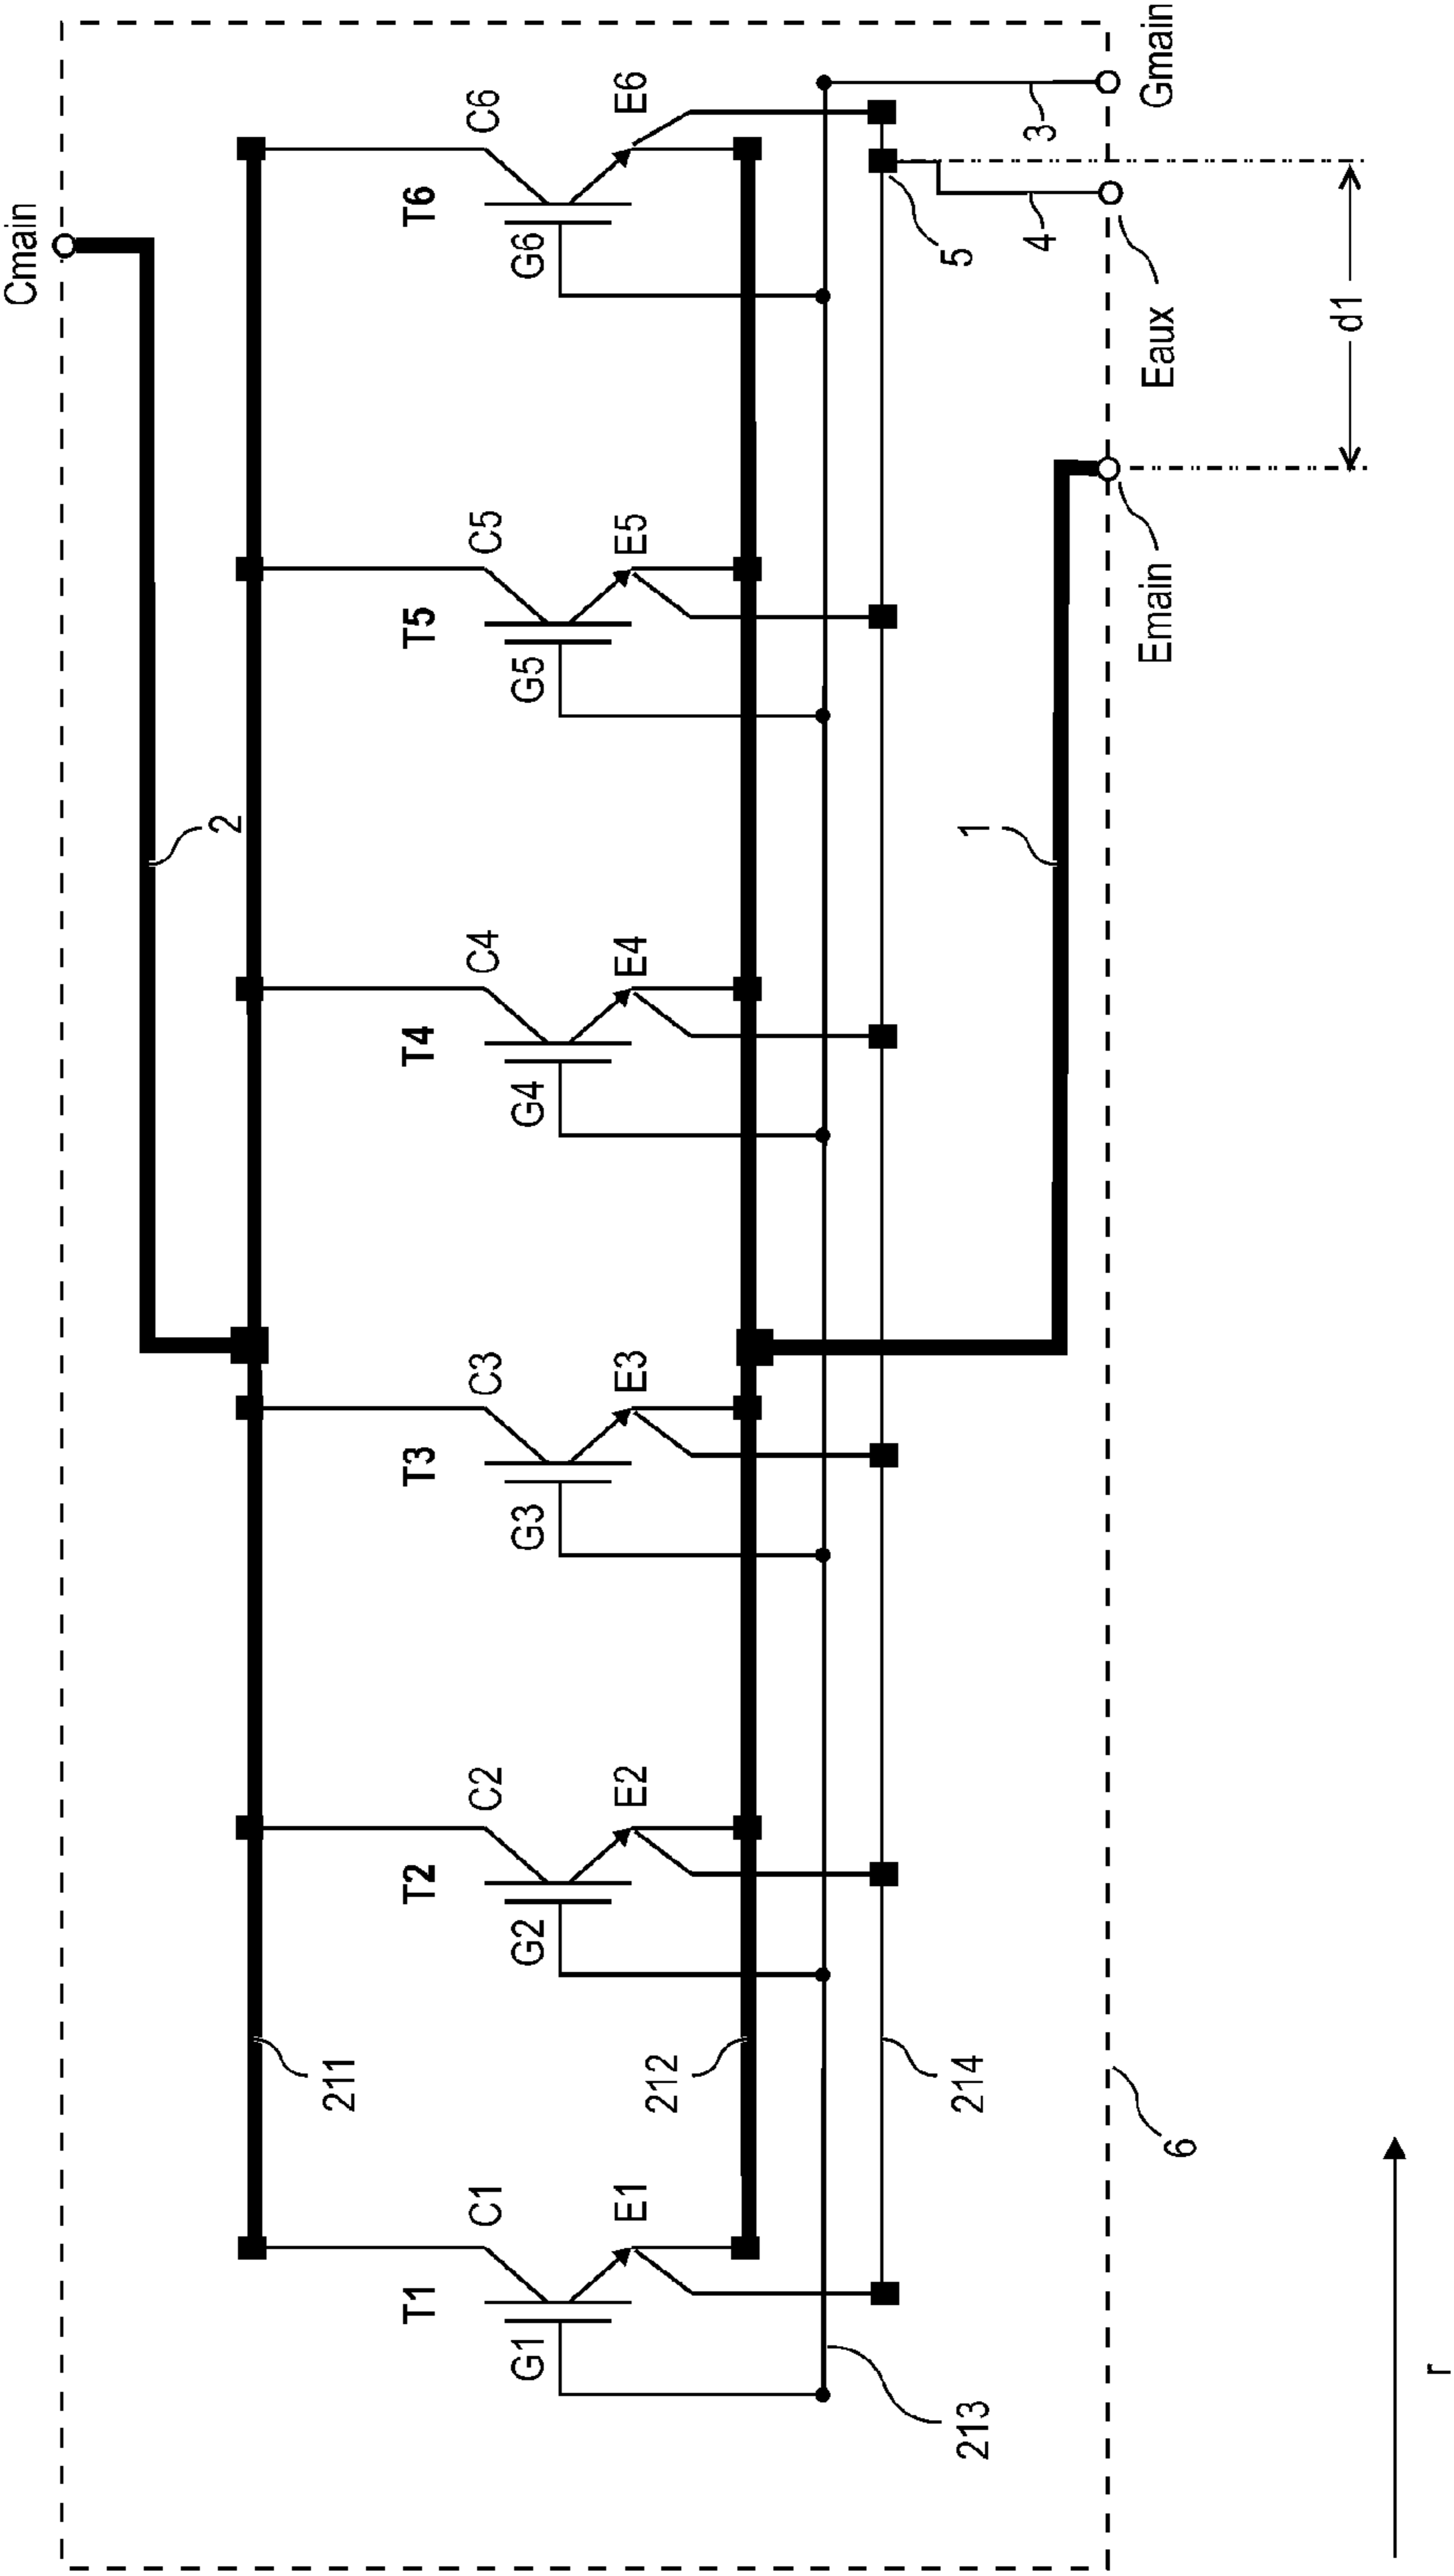 Cmain
2
C1
C2
C3
C4
C5
C6
T1
T2
T3
T4
T5
T6
G1
G2
G3
G4
G5
G6
E1
E2
E3
E4
E5
E6
211
212
213
214
1
5
4
3
6
Emain
Eaux
Gmain
d1
r